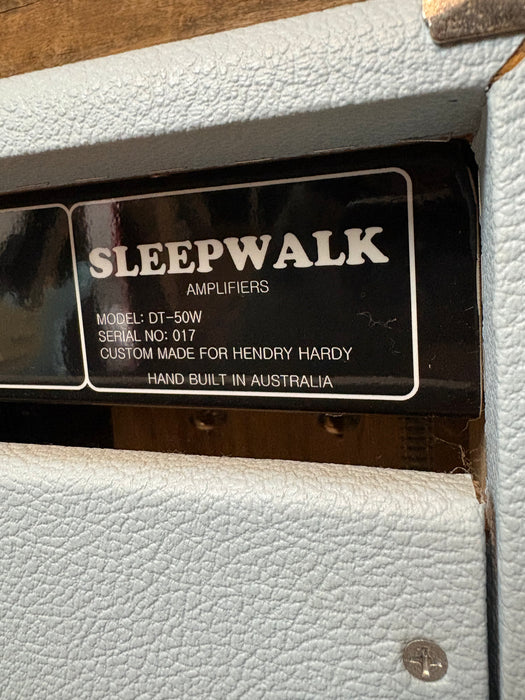 SLEEPWALK
AMPLIFIERS
MODEL: DT-50W
SERIAL NO: 017
CUSTOM MADE FOR HENDRY HARDY
HAND BUILT IN AUSTRALIA